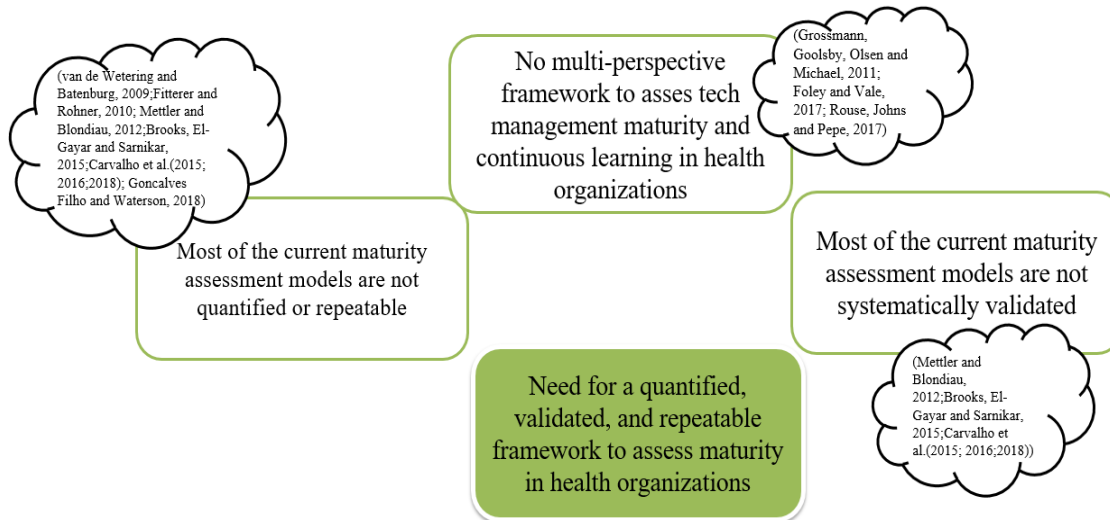 (van de Wetering and
Batenburg, 2009;Fitterer and
Rohner, 2010; Mettler and
Blondiau, 2012;Brooks, El-
Gayar and Sarnikar,
2015;Carvalho et al.(2015;
2016;2018); Goncalves
Filho and Waterson, 2018)
No multi-perspective
framework to asses tech
management maturity and
continuous learning in health
organizations
(Grossmann,
Goolsby, Olsen and
Michael, 2011;
Foley and Vale,
2017; Rouse, Johns
and Pepe, 2017)
Most of the current maturity
assessment models are not
quantified or repeatable
Most of the current maturity
assessment models are not
systematically validated
(Mettler and
Blondiau,
2012;Brooks, El-
Gayar and Sarnikar,
2015;Carvalho et
al.(2015; 2016;2018))
Need for a quantified,
validated, and repeatable
framework to assess maturity
in health organizations